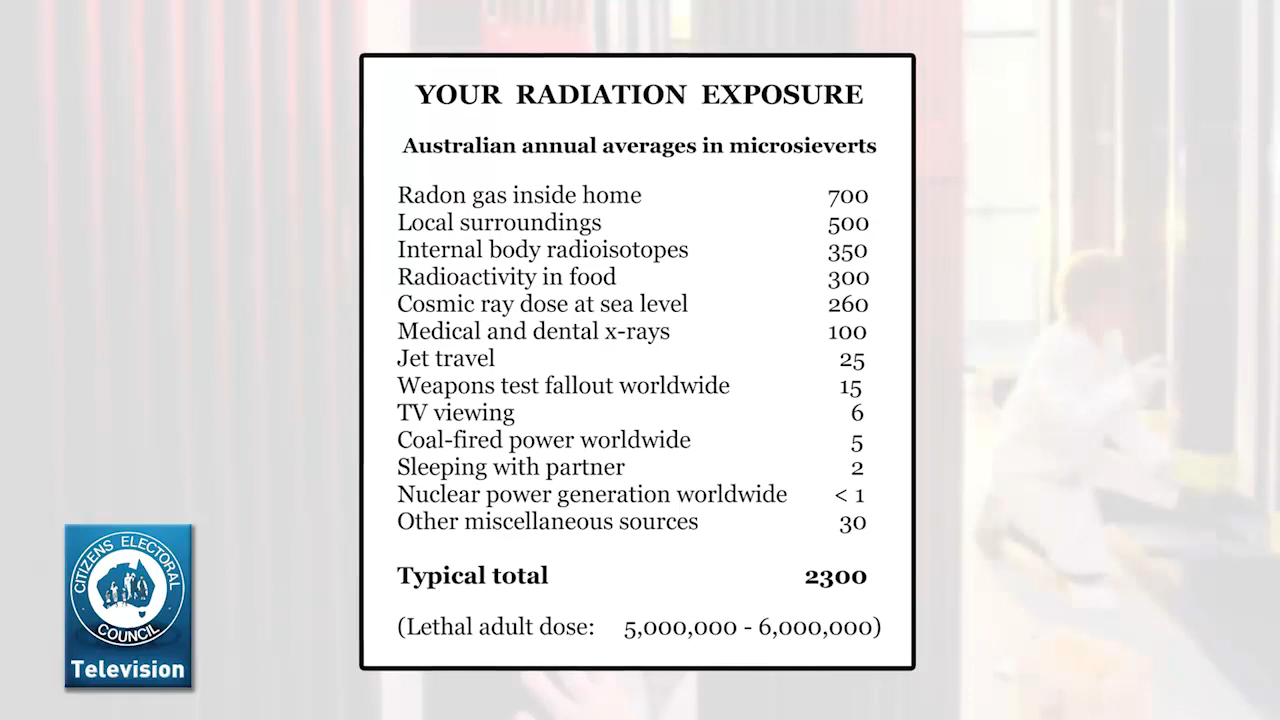 YOUR RADIATION EXPOSURE
Australian annual averages in microsieverts
Radon gas inside home 700
Local surroundings 500
Internal body radioisotopes 350
Radioactivity in food 300
Cosmic ray dose at sea level 260
Medical and dental x-rays 100
Jet travel 25
Weapons test fallout worldwide 15
TV viewing 6
Coal-fired power worldwide 5
Sleeping with partner 2
Nuclear power generation worldwide < 1
Other miscellaneous sources 30
Typical total 2300
(Lethal adult dose: 5,000,000 - 6,000,000)
CITIZENS ELECTORAL
COUNCIL
Television